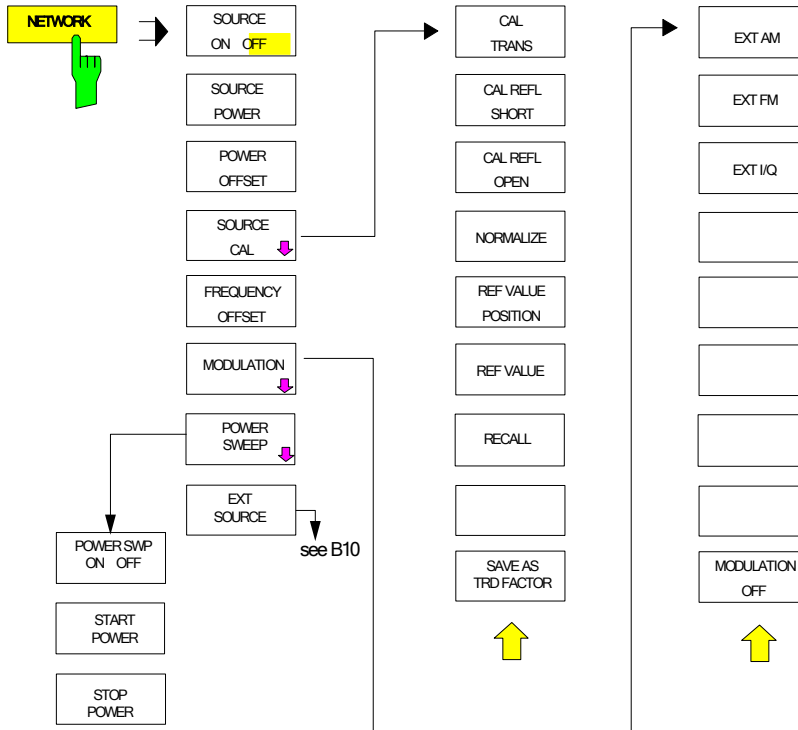 NETWORK
SOURCE
ON OFF
SOURCE
POWER
POWER
OFFSET
SOURCE
CAL
FREQUENCY
OFFSET
MODULATION
POWER
SWEEP
EXT
SOURCE
see B10
POWER SWP
ON OFF
START
POWER
STOP
POWER
CAL
TRANS
CAL REFL
SHORT
CAL REFL
OPEN
NORMALIZE
REF VALUE
POSITION
REF VALUE
RECALL
SAVE AS
TRD FACTOR
EXT AM
EXT FM
EXT I/Q
MODULATION
OFF